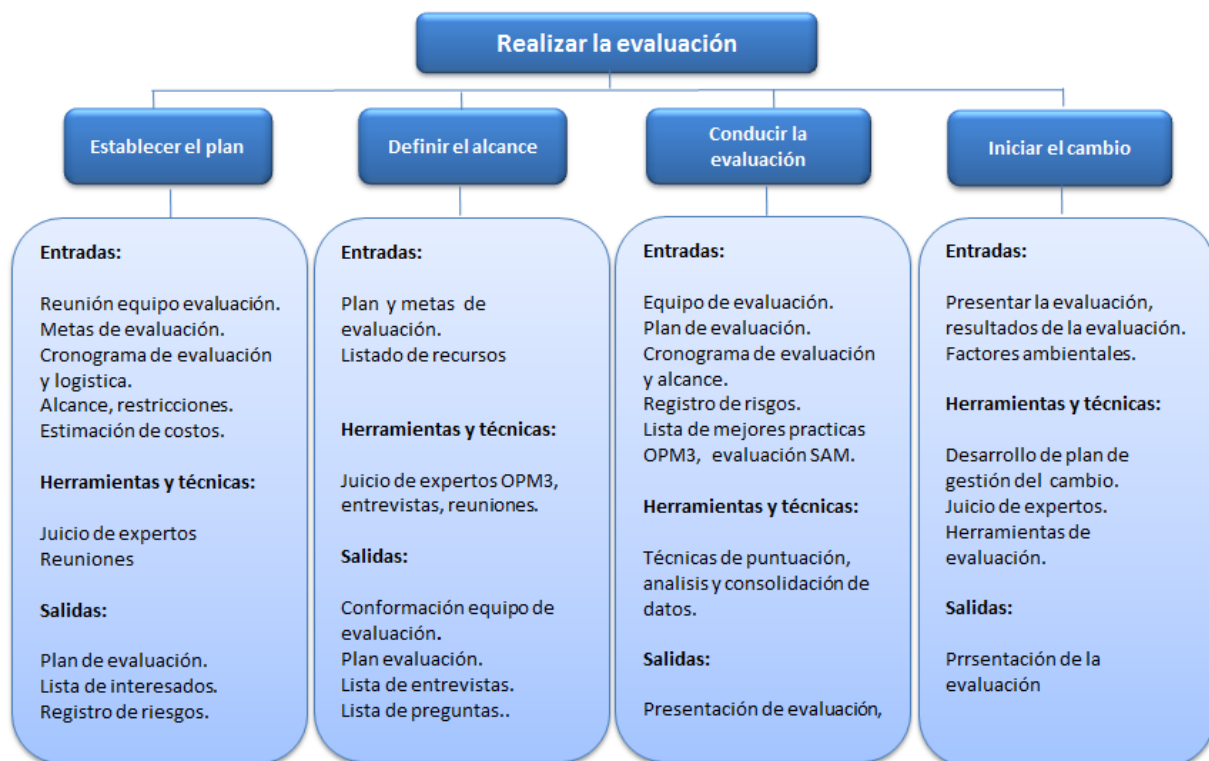 Realizar la evaluación
Establecer el plan
Definir el alcance
Conducir la
evaluación
Iniciar el cambio
Entradas:
Reunión equipo evaluación.
Metas de evaluación.
Cronograma de evaluación
y logistica.
Alcance, restricciones.
Estimación de costos.
Herramientas y técnicas:
Juicio de expertos
Reuniones
Salidas:
Plan de evaluación.
Lista de interesados.
Registro de riesgos.
Entradas:
Plan y metas de
evaluación.
Listado de recursos
Herramientas y técnicas:
Juicio de expertos OPM3,
entrevistas, reuniones.
Salidas:
Conformación equipo de
evaluación.
Plan evaluación.
Lista de entrevistas.
Lista de preguntas..
Entradas:
Equipo de evaluación.
Plan de evaluación.
Cronograma de evaluación
y alcance.
Registro de risgos.
Lista de mejores practicas
OPM3, evaluación SAM.
Herramientas y técnicas:
Técnicas de puntuación,
analisis y consolidación de
datos.
Salidas:
Presentación de evaluación,
Entradas:
Presentar la evaluación,
resultados de la evaluación.
Factores ambientales.
Herramientas y técnicas:
Desarrollo de plan de
gestión del cambio.
Juicio de expertos.
Herramientas de
evaluación.
Salidas:
Prrsentación de la
evaluación